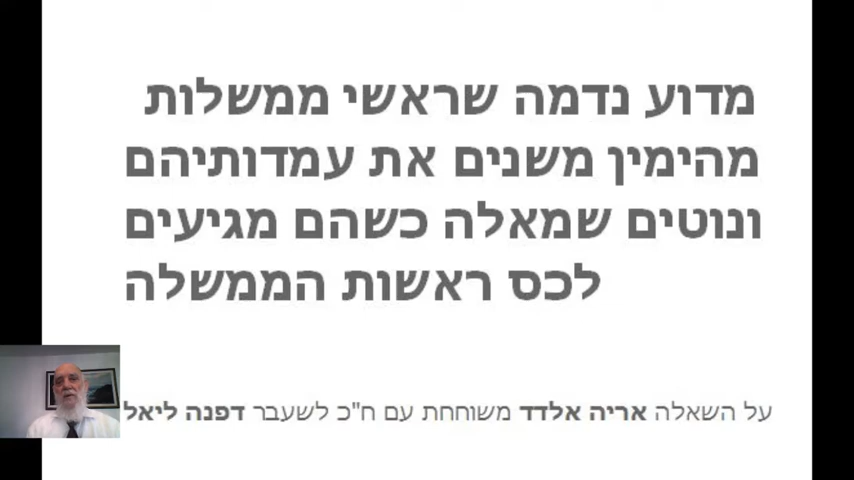 מדוע נדמה שראשי ממשלות
מהימין משנים את עמדותיהם
ונוטים שמאלה כשהם מגיעים
לכס ראשות הממשלה
על השאלה אריה אלדד משוחחת עם ח"כ לשעבר דפנה ליאל